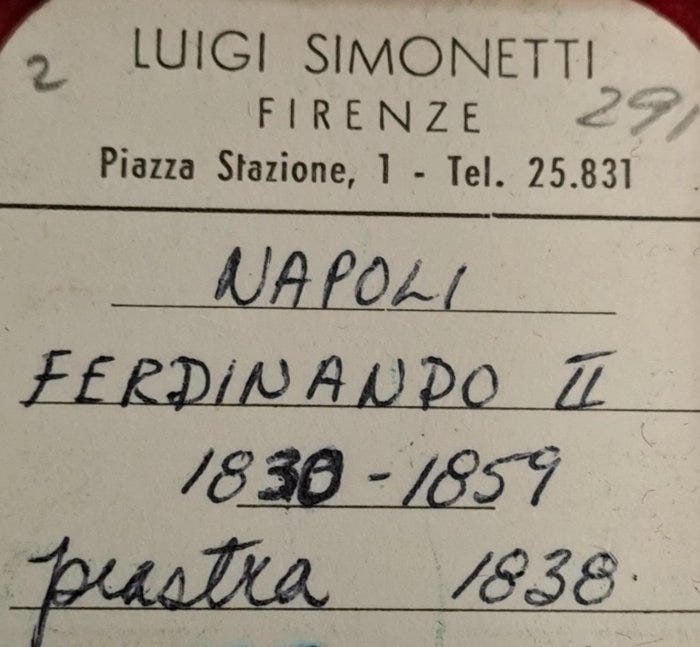 LUIGI SIMONETTI
2
FIRENZE
291
Piazza Stazione, 1 - Tel. 25.831
NAPOLI
FERDINANDO II
1830 - 1859
piastra 1838.